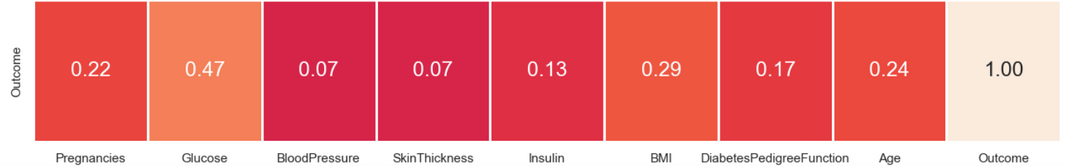 Outcome
0.22 0.47 0.07 0.07 0.13 0.29 0.17 0.24 1.00
Pregnancies Glucose BloodPressure SkinThickness Insulin BMI DiabetesPedigreeFunction Age Outcome